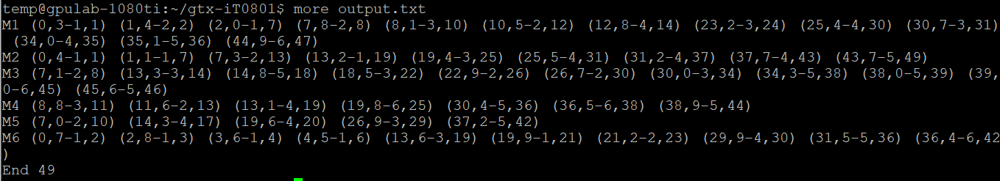 temp@gpulab-1080ti:~/gtx-iT0801$ more output.txt
M1 (0,3-1,1) (1,4-2,2) (2,0-1,7) (7,8-2,8) (8,1-3,10) (10,5-2,12) (12,8-4,14) (23,2-3,24) (25,4-4,30) (30,7-3,31)
 (34,0-4,35) (35,1-5,36) (44,9-6,47)
M2 (0,4-1,1) (1,1-1,7) (7,3-2,13) (13,2-1,19) (19,4-3,25) (25,5-4,31) (31,2-4,37) (37,7-4,43) (43,7-5,49)
M3 (7,1-2,8) (13,3-3,14) (14,8-5,18) (18,5-3,22) (22,9-2,26) (26,7-2,30) (30,0-3,34) (34,3-5,38) (38,0-5,39) (39,
0-6,45) (45,6-5,46)
M4 (8,8-3,11) (11,6-2,13) (13,1-4,19) (19,8-6,25) (30,4-5,36) (36,5-6,38) (38,9-5,44)
M5 (7,0-2,10) (14,3-4,17) (19,6-4,20) (26,9-3,29) (37,2-5,42)
M6 (0,7-1,2) (2,8-1,3) (3,6-1,4) (4,5-1,6) (13,6-3,19) (19,9-1,21) (21,2-2,23) (29,9-4,30) (31,5-5,36) (36,4-6,42
)
End 49